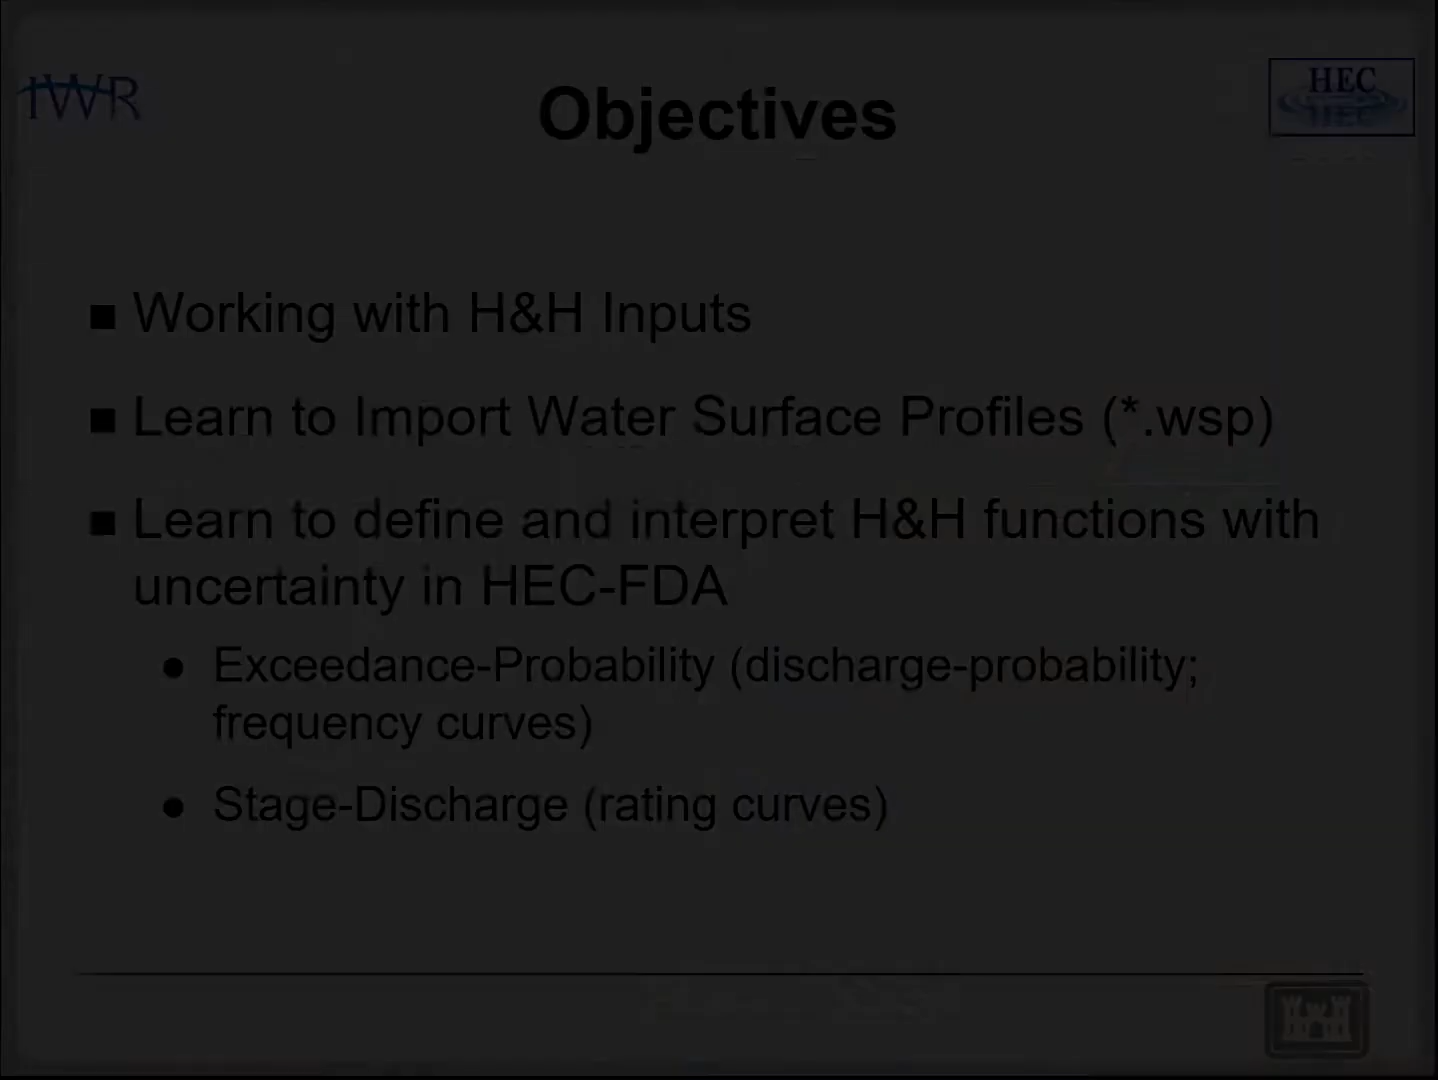 IWR
Objectives
HEC
HEC
■ Working with H&H Inputs
■ Learn to Import Water Surface Profiles (*.wsp)
■ Learn to define and interpret H&H functions with
uncertainty in HEC-FDA
● Exceedance-Probability (discharge-probability;
frequency curves)
● Stage-Discharge (rating curves)